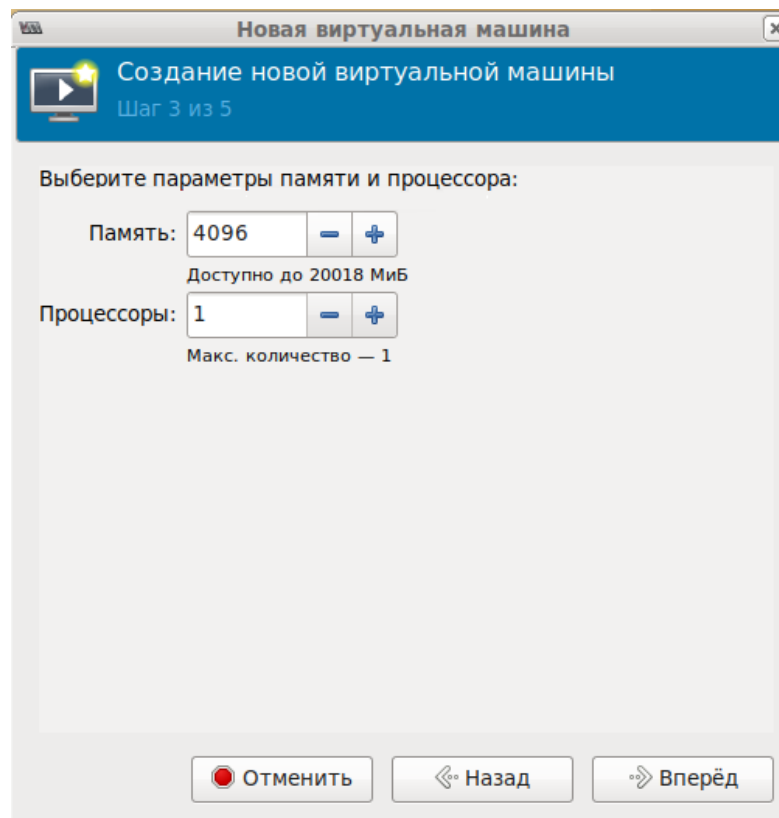 Новая виртуальная машина
Создание новой виртуальной машины
Шаг 3 из 5
Выберите параметры памяти и процессора:
Память: 4096
Доступно до 20018 МиБ
Процессоры: 1
Макс. количество — 1
Отменить Назад Вперёд